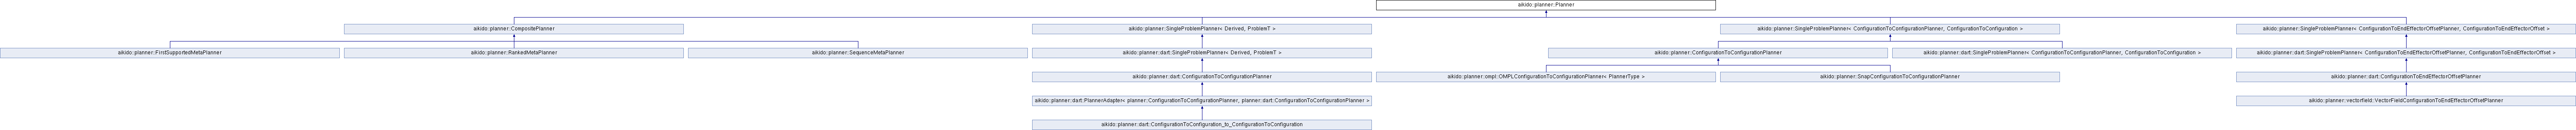 aikido::planner::Planner
aikido::planner::CompositePlanner
aikido::planner::SingleProblemPlanner< Derived, ProblemT >
aikido::planner::SingleProblemPlanner< ConfigurationToConfigurationPlanner, ConfigurationToConfiguration >
aikido::planner::SingleProblemPlanner< ConfigurationToEndEffectorOffsetPlanner, ConfigurationToEndEffectorOffset >
aikido::planner::FirstSupportedMetaPlanner
aikido::planner::RankedMetaPlanner
aikido::planner::SequenceMetaPlanner
aikido::planner::dart::SingleProblemPlanner< Derived, ProblemT >
aikido::planner::ConfigurationToConfigurationPlanner
aikido::planner::dart::SingleProblemPlanner< ConfigurationToConfigurationPlanner, ConfigurationToConfiguration >
aikido::planner::dart::SingleProblemPlanner< ConfigurationToEndEffectorOffsetPlanner, ConfigurationToEndEffectorOffset >
aikido::planner::dart::ConfigurationToConfigurationPlanner
aikido::planner::ompl::OMPLConfigurationToConfigurationPlanner< PlannerType >
aikido::planner::SnapConfigurationToConfigurationPlanner
aikido::planner::dart::ConfigurationToEndEffectorOffsetPlanner
aikido::planner::dart::PlannerAdapter< planner::ConfigurationToConfigurationPlanner, planner::dart::ConfigurationToConfigurationPlanner >
aikido::planner::vectorfield::VectorFieldConfigurationToEndEffectorOffsetPlanner
aikido::planner::dart::ConfigurationToConfiguration_to_ConfigurationToConfiguration